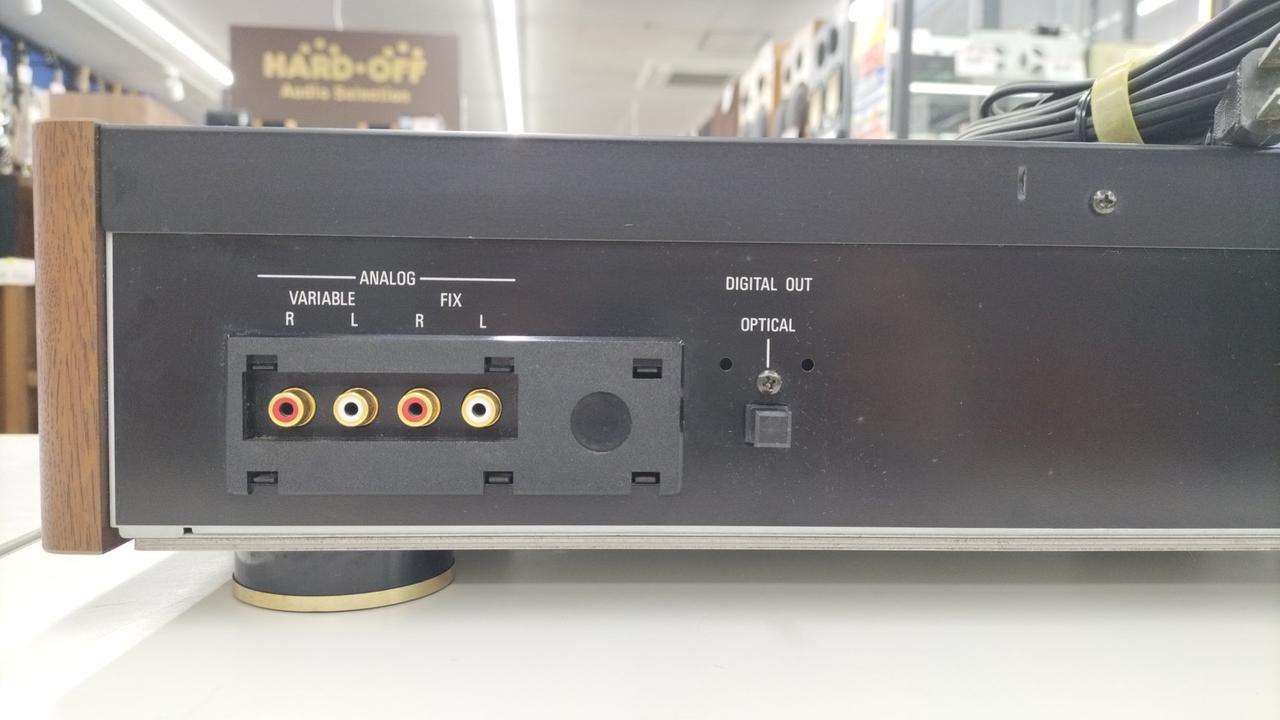 HARD•OFF
Audio Selection
ANALOG
VARIABLE FIX
R L R L
DIGITAL OUT
OPTICAL